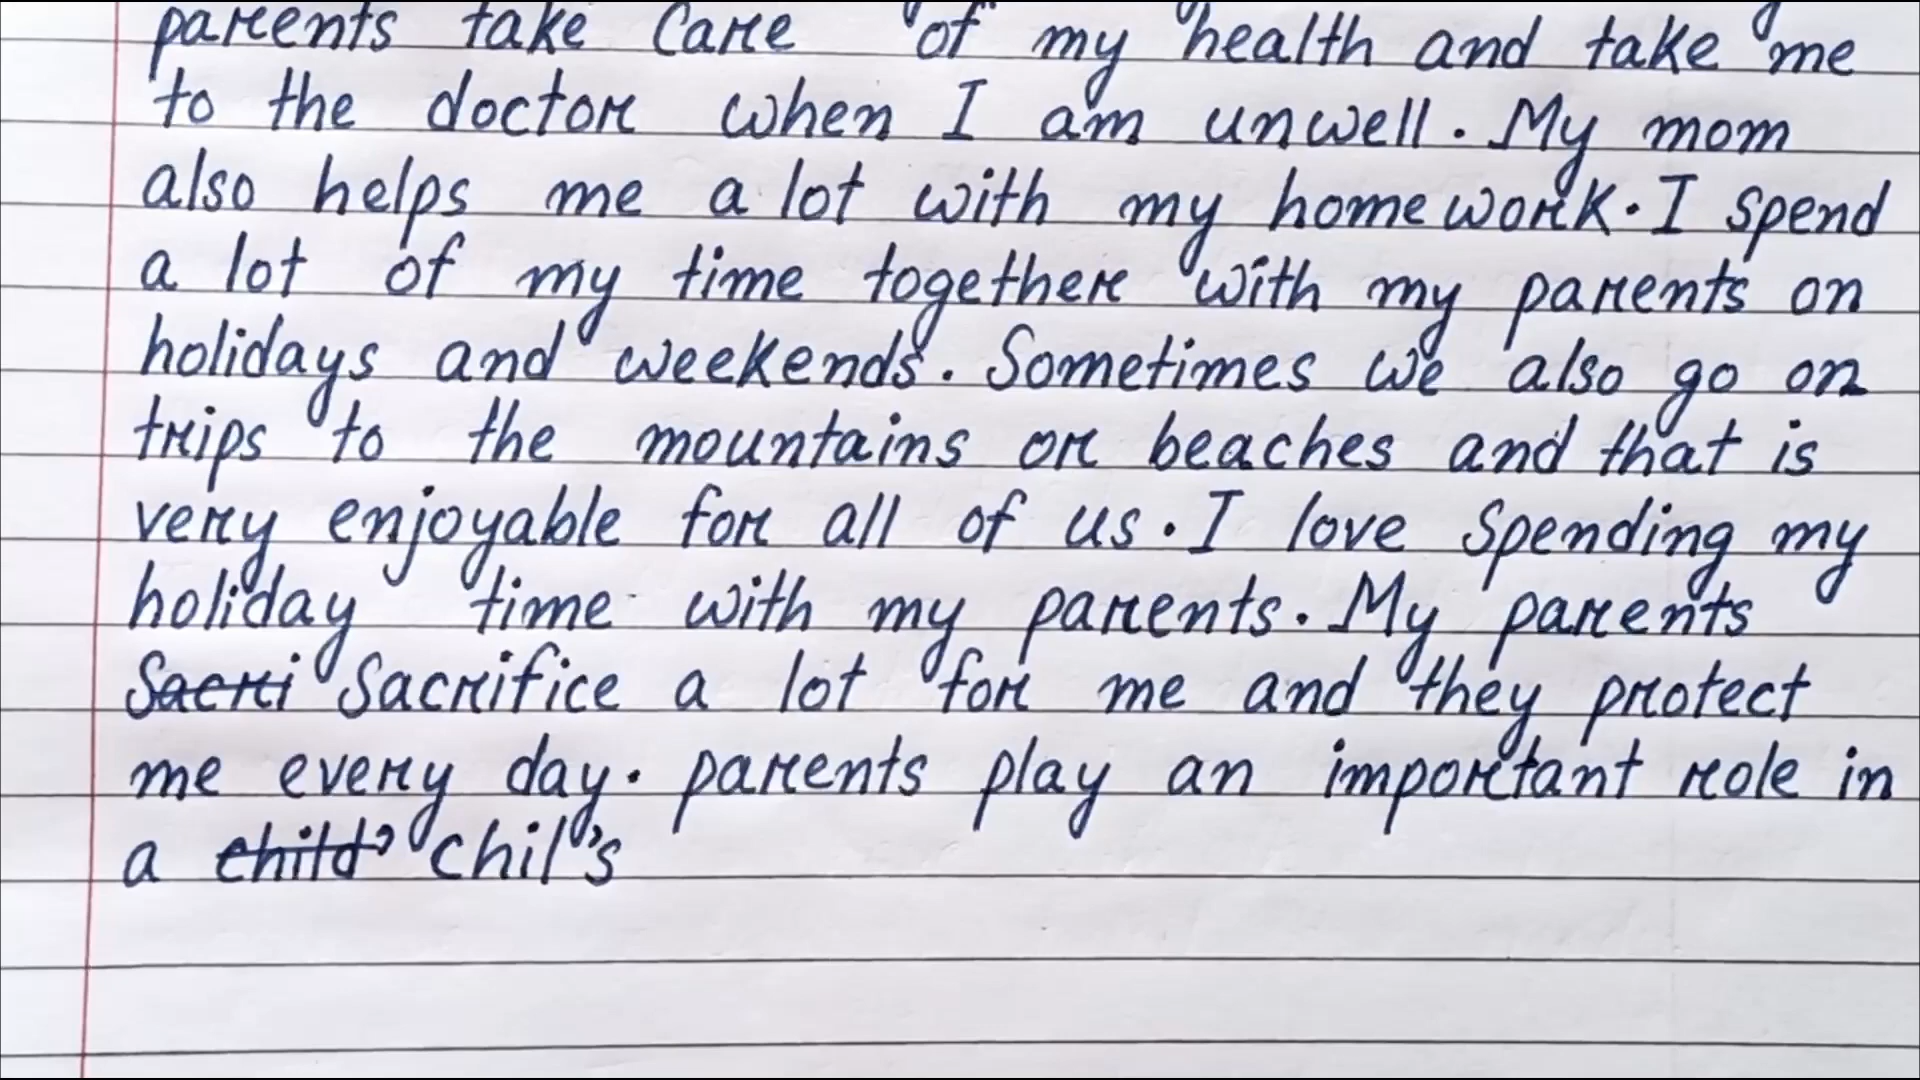 parents take Care of my health and take me
to the doctor when I am unwell. My mom
also helps me a lot with my homework. I spend
a lot of my time together with my parents on
holidays and weekends. Sometimes we also go on
trips to the mountains or beaches and that is
very enjoyable for all of us. I love spending my
holiday time with my parents. My parents
Sacri Sacrifice a lot for me and they protect
me every day. parents play an important role in
a child' chil's